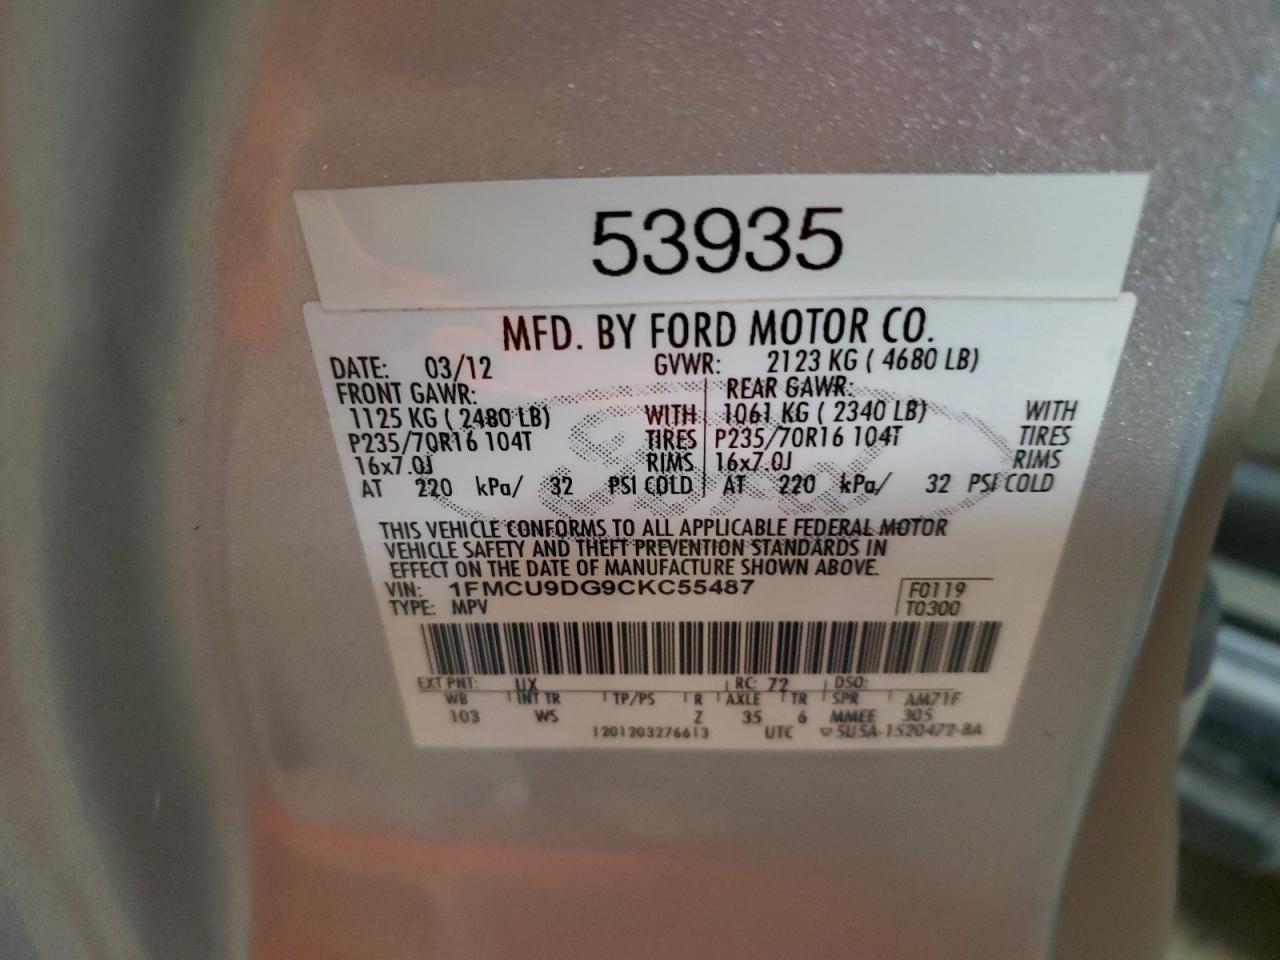 53935
MFD. BY FORD MOTOR CO.
DATE: 03/12 GVWR: 2123 KG ( 4680 LB)
FRONT GAWR: REAR GAWR:
1125 KG ( 2480 LB) WITH 1061 KG ( 2340 LB) WITH
P235/70R16 104T TIRES P235/70R16 104T TIRES
16x7.0J RIMS 16x7.0J RIMS
AT 220 kPa/ 32 PSI COLD AT 220 kPa/ 32 PSI COLD
THIS VEHICLE CONFORMS TO ALL APPLICABLE FEDERAL MOTOR
VEHICLE SAFETY AND THEFT PREVENTION STANDARDS IN
EFFECT ON THE DATE OF MANUFACTURE SHOWN ABOVE.
VIN: 1FMCU9DG9CKC55487 F0119
TYPE: MPV T0300
EXT PNT: UX RC: 72 DSO:
WB INT TR TP/PS R AXLE TR SPR AM71F
103 WS Z 35 6 MMEE 305
1201203276613 UTC ▽5U5A-1520472-BA